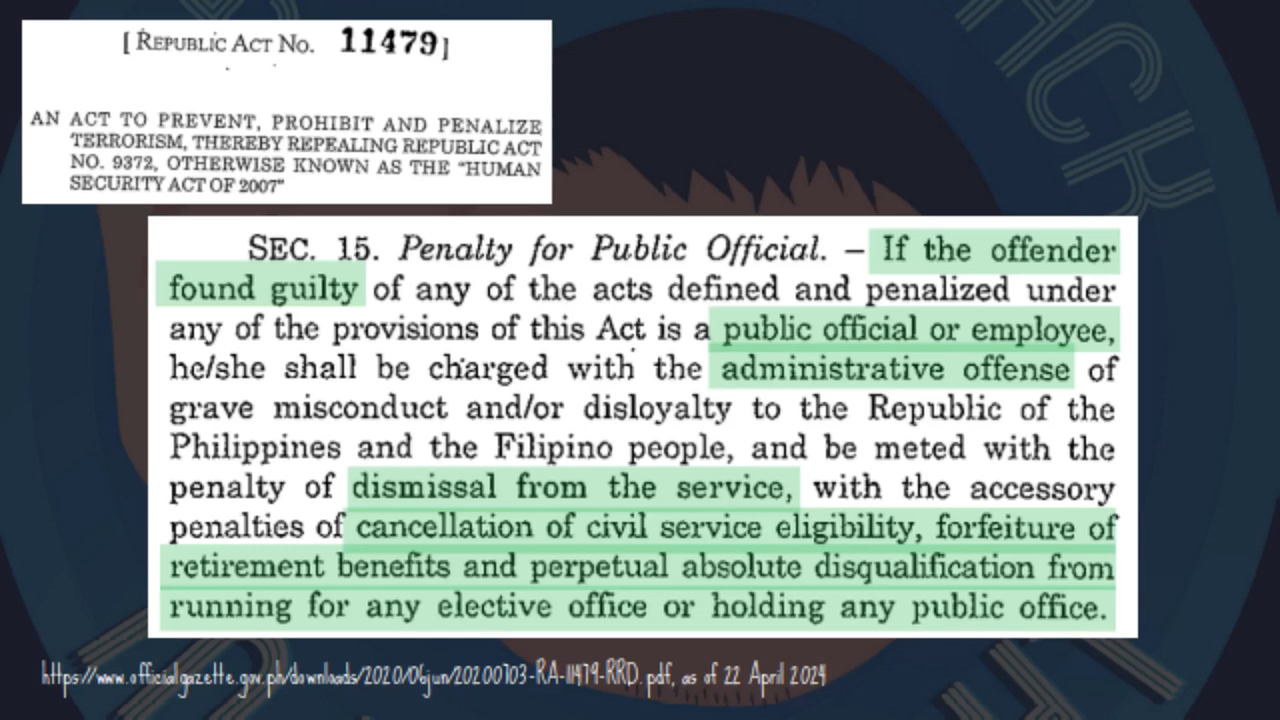 [ REPUBLIC ACT NO. 11479 ]
AN ACT TO PREVENT, PROHIBIT AND PENALIZE
TERRORISM, THEREBY REPEALING REPUBLIC ACT
NO. 9372, OTHERWISE KNOWN AS THE "HUMAN
SECURITY ACT OF 2007"
SEC. 15. Penalty for Public Official. – If the offender
found guilty of any of the acts defined and penalized under
any of the provisions of this Act is a public official or employee,
he/she shall be charged with the administrative offense of
grave misconduct and/or disloyalty to the Republic of the
Philippines and the Filipino people, and be meted with the
penalty of dismissal from the service, with the accessory
penalties of cancellation of civil service eligibility, forfeiture of
retirement benefits and perpetual absolute disqualification from
running for any elective office or holding any public office.
https://www.officialgazette.gov.ph/downloads/2020/06jun/20200703-RA-11479-RRD.pdf, as of 22 April 2024